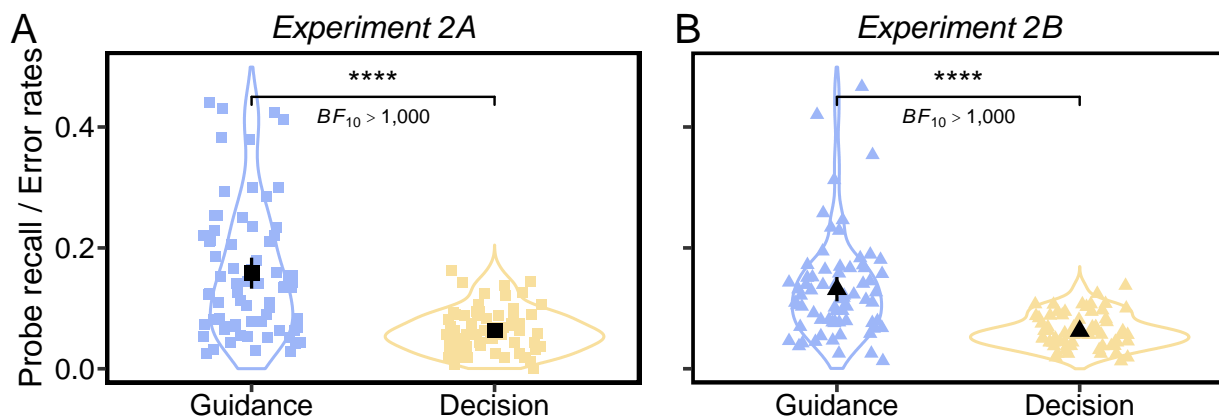 A
Experiment 2A
B
Experiment 2B
Probe recall / Error rates
0.4
0.2
0.0
****
BF10 > 1,000
****
BF10 > 1,000
Guidance
Decision
Guidance
Decision